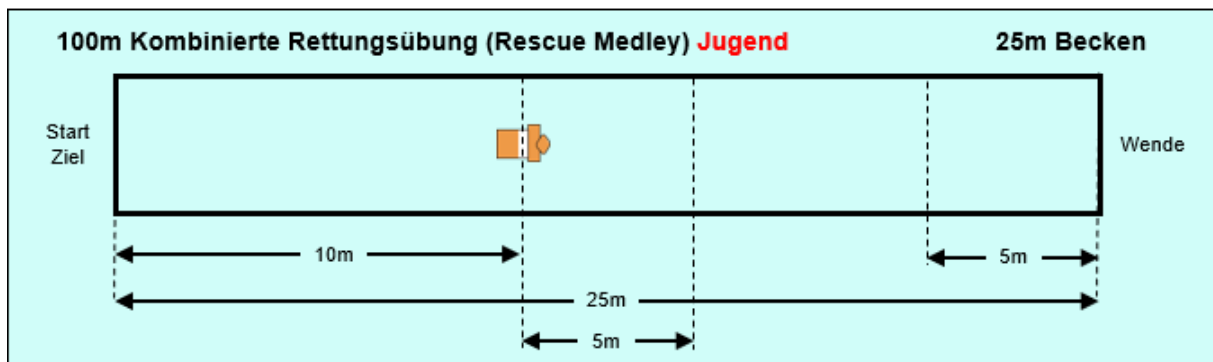 100m Kombinierte Rettungsübung (Rescue Medley) Jugend 25m Becken
Start
Ziel
Wende
10m
5m
25m
5m